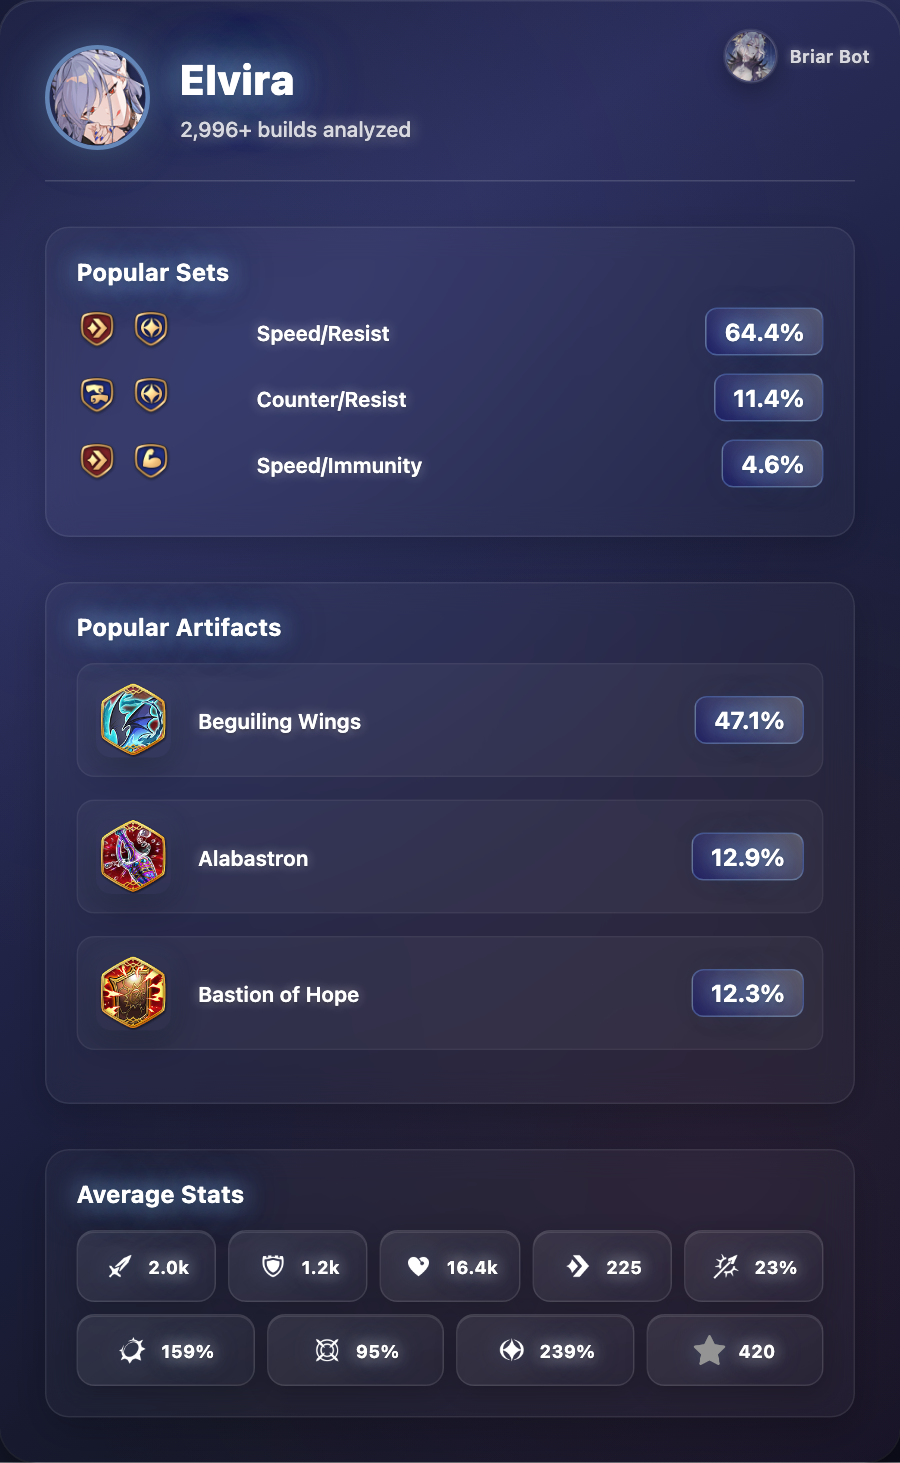 Elvira
2,996+ builds analyzed
Briar Bot
Popular Sets
Speed/Resist
64.4%
Counter/Resist
11.4%
Speed/Immunity
4.6%
Popular Artifacts
Beguiling Wings
47.1%
Alabastron
12.9%
Bastion of Hope
12.3%
Average Stats
2.0k
1.2k
16.4k
225
23%
159%
95%
239%
420